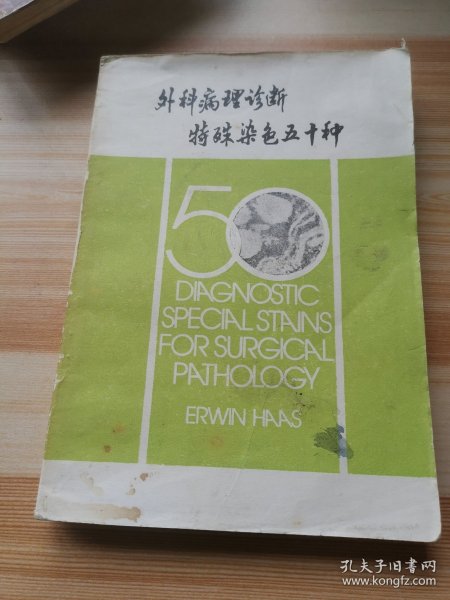 外科病理诊断
特殊染色五十种
50
DIAGNOSTIC
SPECIAL STAINS
FOR SURGICAL
PATHOLOGY
ERWIN HAAS
孔夫子旧书网
www.kongfz.com